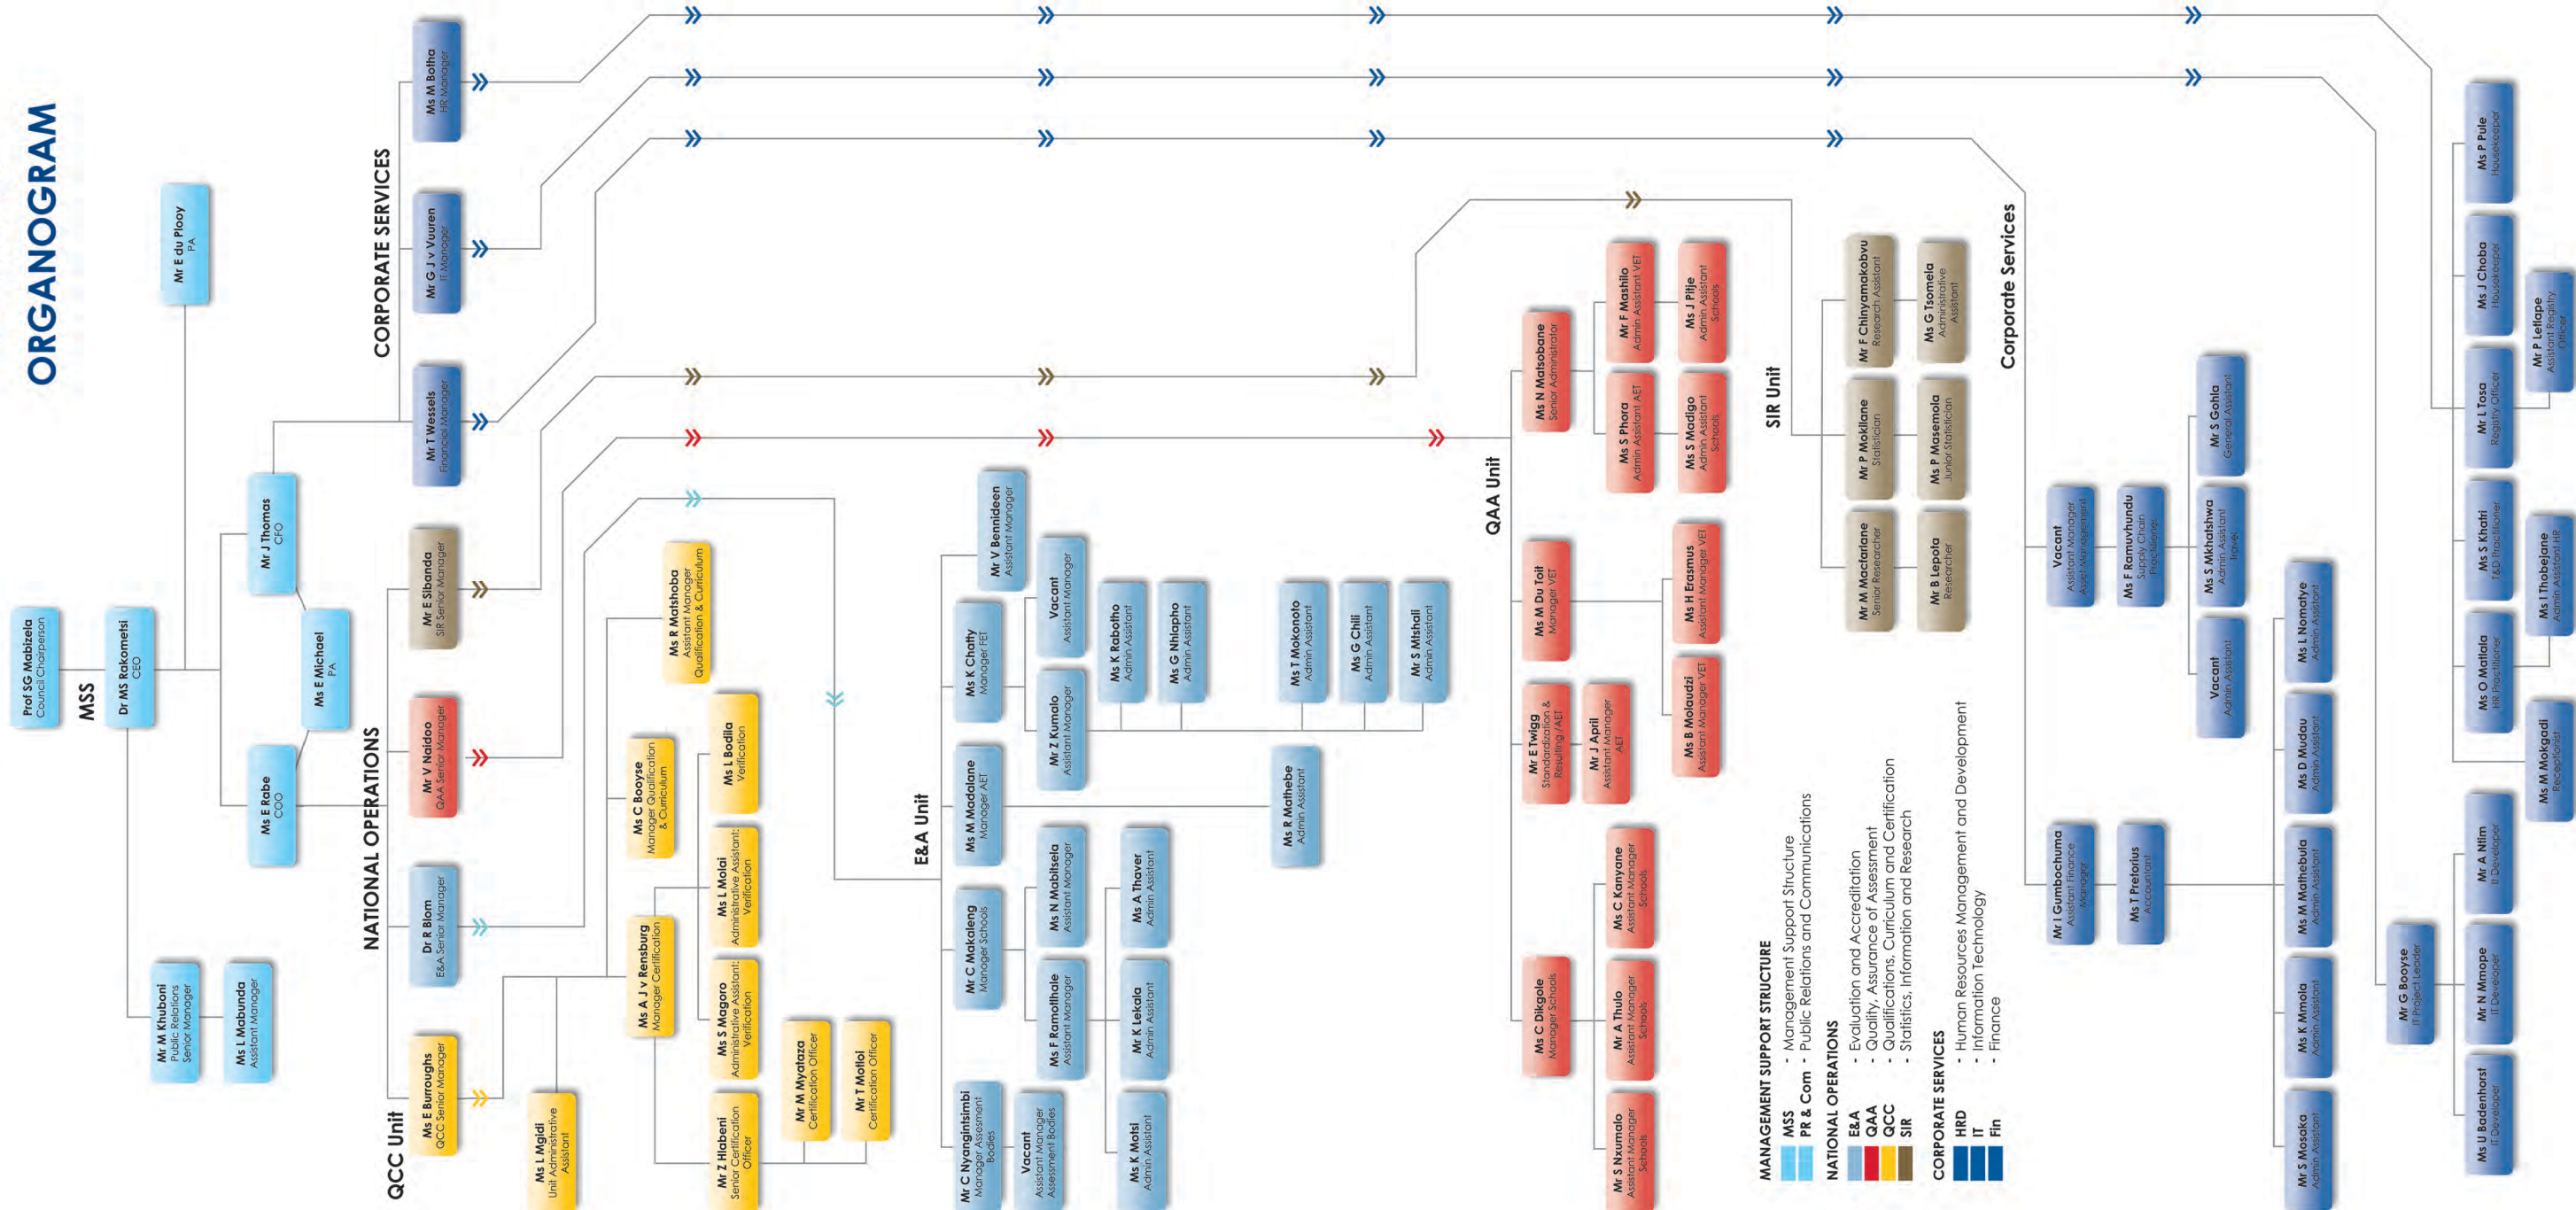 ORGANOGRAM
Prof SG Mabizela
Council Chairperson
MSS
Dr MS Rakometsi
CEO
Mr E du Plooy
PA
Mr M Khuboni
Public Relations
Senior Manager
Ms L Mabunda
Assistant Manager
Ms E Rabe
COO
Mr J Thomas
CFO
Ms E Michael
PA
NATIONAL OPERATIONS
CORPORATE SERVICES
QCC Unit
Ms E Burroughs
QCC Senior Manager
Dr R Blom
E&A Senior Manager
Mr V Naidoo
QAA Senior Manager
Mr E Sibanda
SIR Senior Manager
Mr T Wessels
Financial Manager
Mr G J v Vuuren
IT Manager
Ms M Botha
HR Manager
Ms L Mgidi
Unit Administrative
Assistant
Ms A J v Rensburg
Manager Certification
Ms C Booyse
Manager Qualification
& Curriculum
Ms R Matshoba
Assistant Manager
Qualification & Curriculum
Mr Z Hlabeni
Senior Certification
Officer
Ms S Magoro
Administrative Assistant:
Verification
Ms L Molai
Administrative Assistant:
Verification
Ms L Bodila
Verification
Mr M Myataza
Certification Officer
Mr T Motloi
Certification Officer
E&A Unit
Mr C Nyangintsimbi
Manager Assesment
Bodies
Mr C Makaleng
Manager Schools
Ms M Madalane
Manager AET
Ms K Chatty
Manager FET
Mr V Bennideen
Assistant Manager
Vacant
Assistant Manager
Assessment Bodies
Ms F Ramotlhale
Assistant Manager
Ms N Mabitsela
Assistant Manager
Mr Z Kumalo
Assistant Manager
Vacant
Assistant Manager
Ms K Motsi
Admin Assistant
Mr K Lekala
Admin Assistant
Ms A Thaver
Admin Assistant
Ms K Rabotho
Admin Assistant
Ms G Nhlapho
Admin Assistant
Ms R Mathebe
Admin Assistant
Ms T Mokonoto
Admin Assistant
Ms G Chili
Admin Assistant
Mr S Mtshali
Admin Assistant
QAA Unit
Ms C Dikgole
Manager Schools
Mr E Twigg
Standardization &
Resulting /AET
Ms M Du Toit
Manager VET
Ms N Matsobane
Senior Administrator
Mr J April
Assistant Manager
AET
Mr S Nxumalo
Assistant Manager
Schools
Mr A Thulo
Assistant Manager
Schools
Ms C Kanyane
Assistant Manager
Schools
Ms B Molaudzi
Assistant Manager VET
Ms H Erasmus
Assistant Manager VET
Ms S Phora
Admin Assistant AET
Mr F Mashilo
Admin Assistant VET
Ms S Madigo
Admin Assistant
Schools
Ms J Pitje
Admin Assistant
Schools
SIR Unit
Mr M Macfarlane
Senior Researcher
Mr P Mokilane
Statistician
Mr F Chinyamakobvu
Research Assistant
Mr B Lepota
Researcher
Ms P Masemola
Junior Statistician
Ms G Tsomela
Administrative
Assistant
MANAGEMENT SUPPORT STRUCTURE
MSS - Management Support Structure
PR & Com - Public Relations and Communications
NATIONAL OPERATIONS
E&A - Evaluation and Accreditation
QAA - Quality, Assurance of Assessment
QCC - Qualifications, Curriculum and Certification
SIR - Statistics, Information and Research
CORPORATE SERVICES
HRD - Human Resources Management and Development
IT - Information Technology
Fin - Finance
Corporate Services
Mr I Gumbochuma
Assistant Finance
Manager
Vacant
Assistant Manager
Asset Management
Ms T Pretorius
Accountant
Ms F Ramuvhundu
Supply Chain
Practitioner
Vacant
Admin Assistant
Ms S Mkhatshwa
Admin Assistant
Travel
Mr S Gohla
General Assistant
Mr S Mosaka
Admin Assistant
Ms K Mmola
Admin Assistant
Ms M Mathebula
Admin Assistant
Ms D Mudau
Admin Assistant
Ms L Nomatye
Admin Assistant
Mr G Booyse
IT Project Leader
Ms U Badenhorst
IT Developer
Mr N Mmope
IT Developer
Mr A Ntim
IT Developer
Ms O Matlala
HR Practitioner
Ms S Khatri
T&D Practitioner
Mr L Tosa
Registry Officer
Ms J Choba
Housekeeper
Ms P Pule
Housekeeper
Ms M Mokgadi
Receptionist
Ms I Thobejane
Admin Assistant HR
Mr P Letlape
Assistant Registry
Officer